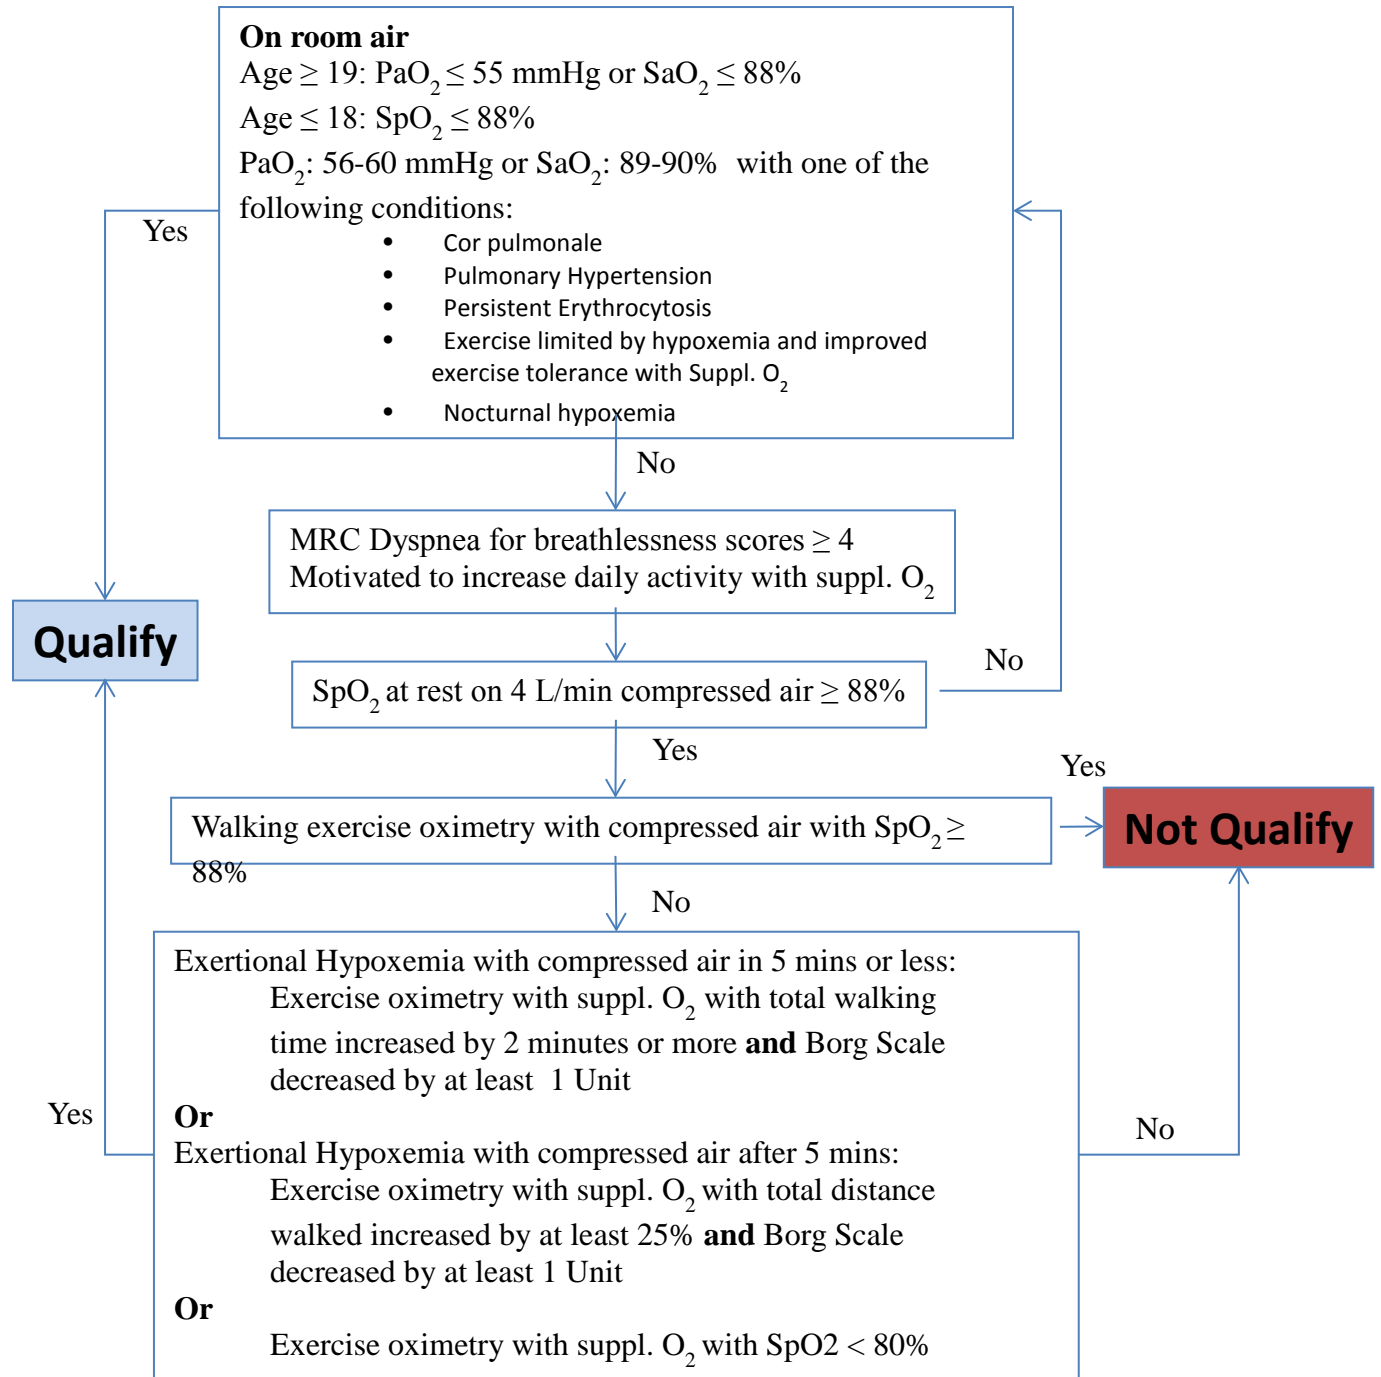 On room air
Age ≥ 19: PaO₂ ≤ 55 mmHg or SaO₂ ≤ 88%
Age ≤ 18: SpO₂ ≤ 88%
PaO₂: 56-60 mmHg or SaO₂: 89-90% with one of the
following conditions:
• Cor pulmonale
• Pulmonary Hypertension
• Persistent Erythrocytosis
• Exercise limited by hypoxemia and improved
exercise tolerance with Suppl. O₂
• Nocturnal hypoxemia
Yes
No
MRC Dyspnea for breathlessness scores ≥ 4
Motivated to increase daily activity with suppl. O₂
Qualify
No
SpO₂ at rest on 4 L/min compressed air ≥ 88%
Yes
Yes
Walking exercise oximetry with compressed air with SpO₂ ≥
88%
Not Qualify
No
Exertional Hypoxemia with compressed air in 5 mins or less:
Exercise oximetry with suppl. O₂ with total walking
time increased by 2 minutes or more and Borg Scale
decreased by at least 1 Unit
Yes
Or
No
Exertional Hypoxemia with compressed air after 5 mins:
Exercise oximetry with suppl. O₂ with total distance
walked increased by at least 25% and Borg Scale
decreased by at least 1 Unit
Or
Exercise oximetry with suppl. O₂ with SpO2 < 80%